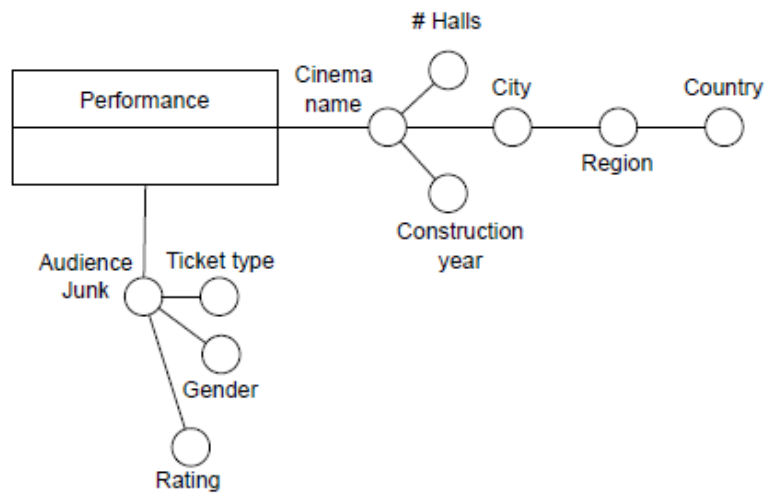 # Halls
Cinema
name
City
Country
Performance
Region
Construction
year
Audience
Junk
Ticket type
Gender
Rating